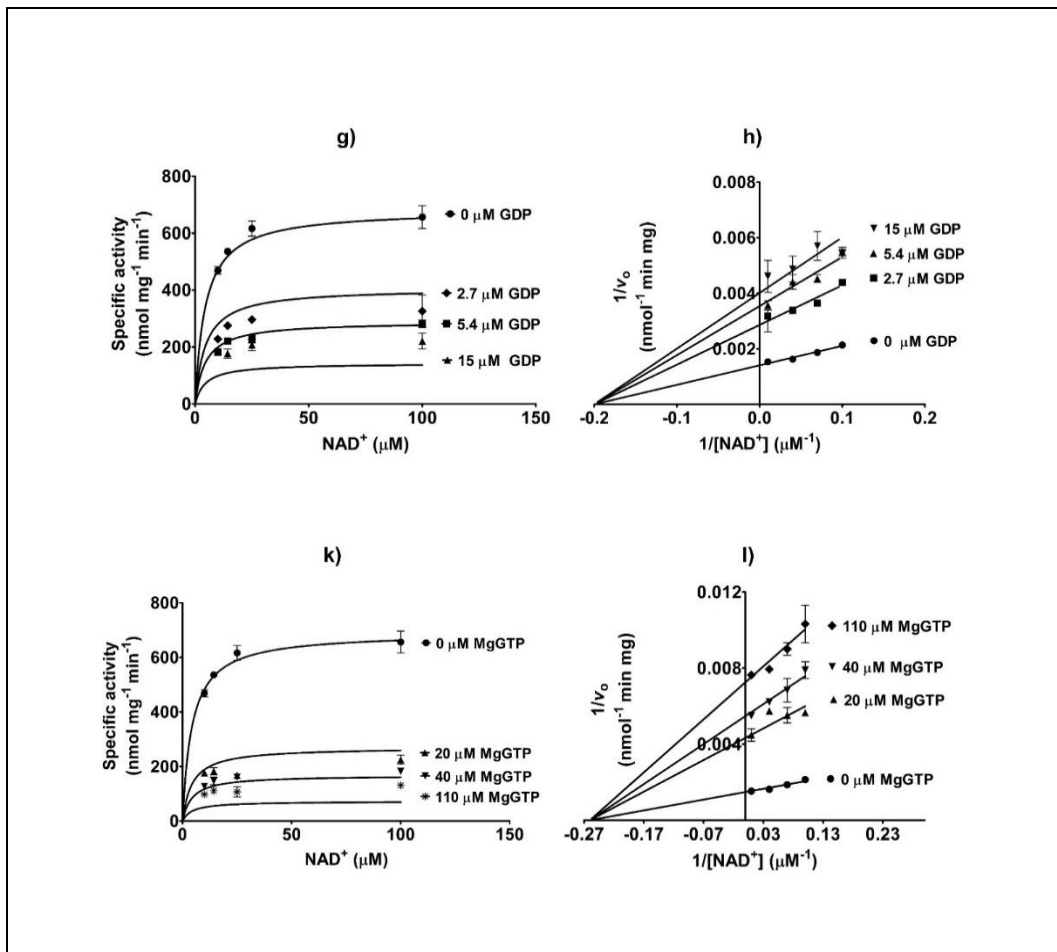 g)
800
600
400
200
0
0
50
100
150
Specific activity
(nmol mg-1 min-1)
NAD+ (μM)
0 μM GDP
2.7 μM GDP
5.4 μM GDP
15 μM GDP
h)
0.008
0.006
0.004
0.002
-0.2
-0.1
0.0
0.1
0.2
1/vo
(nmol-1 min mg)
1/[NAD+] (μM-1)
15 μM GDP
5.4 μM GDP
2.7 μM GDP
0 μM GDP
k)
800
600
400
200
0
0
50
100
150
Specific activity
(nmol mg-1 min-1)
NAD+ (μM)
0 μM MgGTP
20 μM MgGTP
40 μM MgGTP
110 μM MgGTP
l)
0.012
0.008
0.004
-0.27
-0.17
-0.07
0.03
0.13
0.23
1/vo
(nmol-1 min mg)
1/[NAD+] (μM-1)
110 μM MgGTP
40 μM MgGTP
20 μM MgGTP
0 μM MgGTP